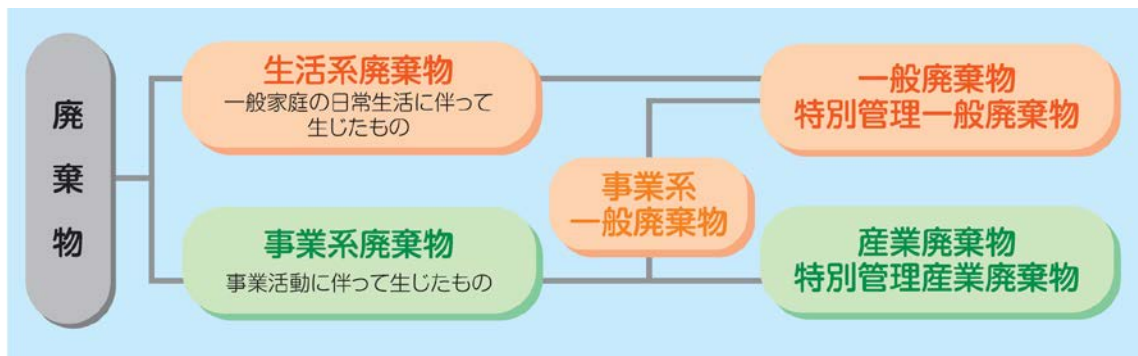 廃棄物
生活系廃棄物
一般家庭の日常生活に伴って
生じたもの
事業系廃棄物
事業活動に伴って生じたもの
事業系
一般廃棄物
一般廃棄物
特別管理一般廃棄物
産業廃棄物
特別管理産業廃棄物